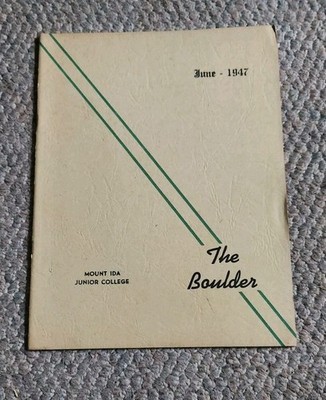 June - 1947
The
Boulder
MOUNT IDA
JUNIOR COLLEGE